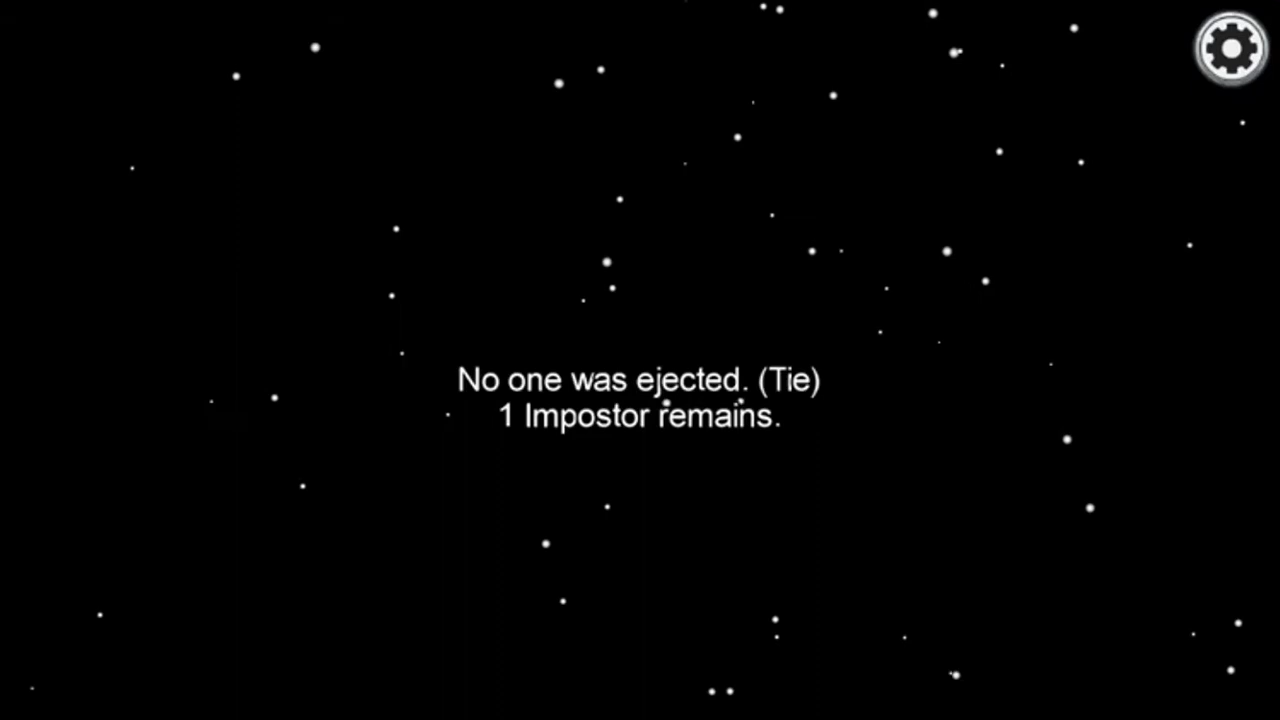 No one was ejected. (Tie)
1 Impostor remains.